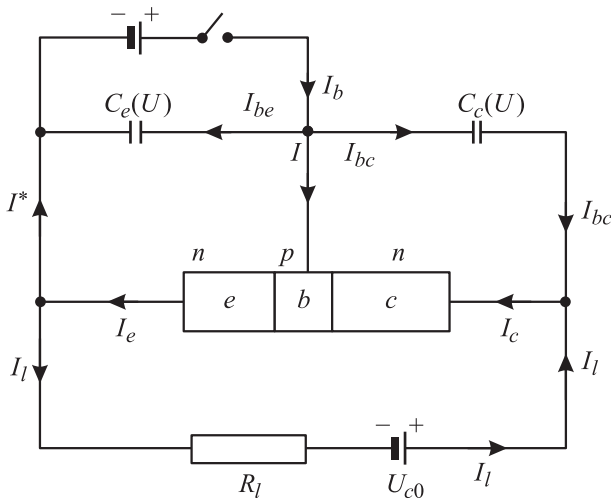 − +
C_e(U) I_be I_b C_c(U)
I I_bc
I* I_bc
n p n
e b c
I_e I_c
I_l I_l
− +
R_l U_c0 I_l